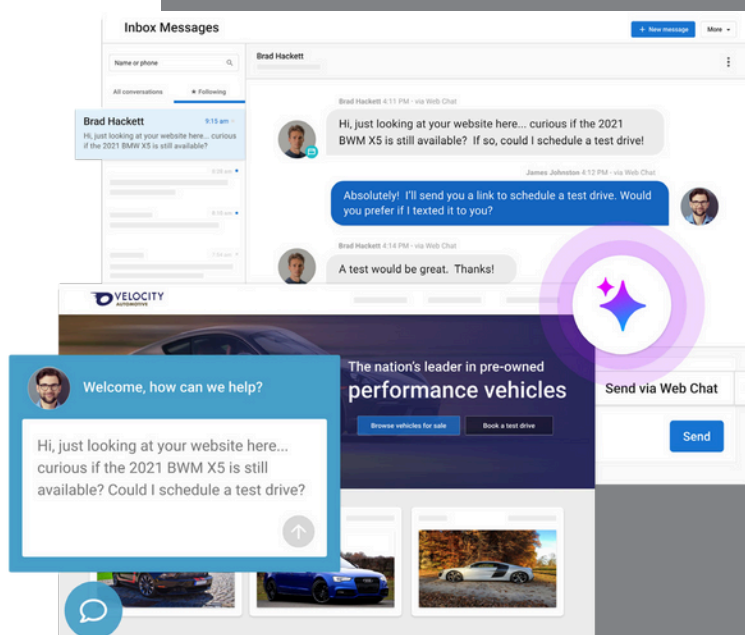 Inbox Messages
+ New message
More
Name or phone
All conversations
★ Following
Brad Hackett
9:15 am
Hi, just looking at your website here... curious
if the 2021 BMW X5 is still available?
Brad Hackett
Brad Hackett 4:11 PM · via Web Chat
Hi, just looking at your website here... curious if the 2021
BWM X5 is still available? If so, could I schedule a test drive!
James Johnston 4:12 PM · via Web Chat
Absolutely! I'll send you a link to schedule a test drive. Would
you prefer if I texted it to you?
Brad Hackett 4:14 PM · via Web Chat
A test would be great. Thanks!
VELOCITY
AUTOMOTIVE
The nation's leader in pre-owned
performance vehicles
Browse vehicles for sale
Book a test drive
Send via Web Chat
Send
Welcome, how can we help?
Hi, just looking at your website here...
curious if the 2021 BWM X5 is still
available? Could I schedule a test drive?